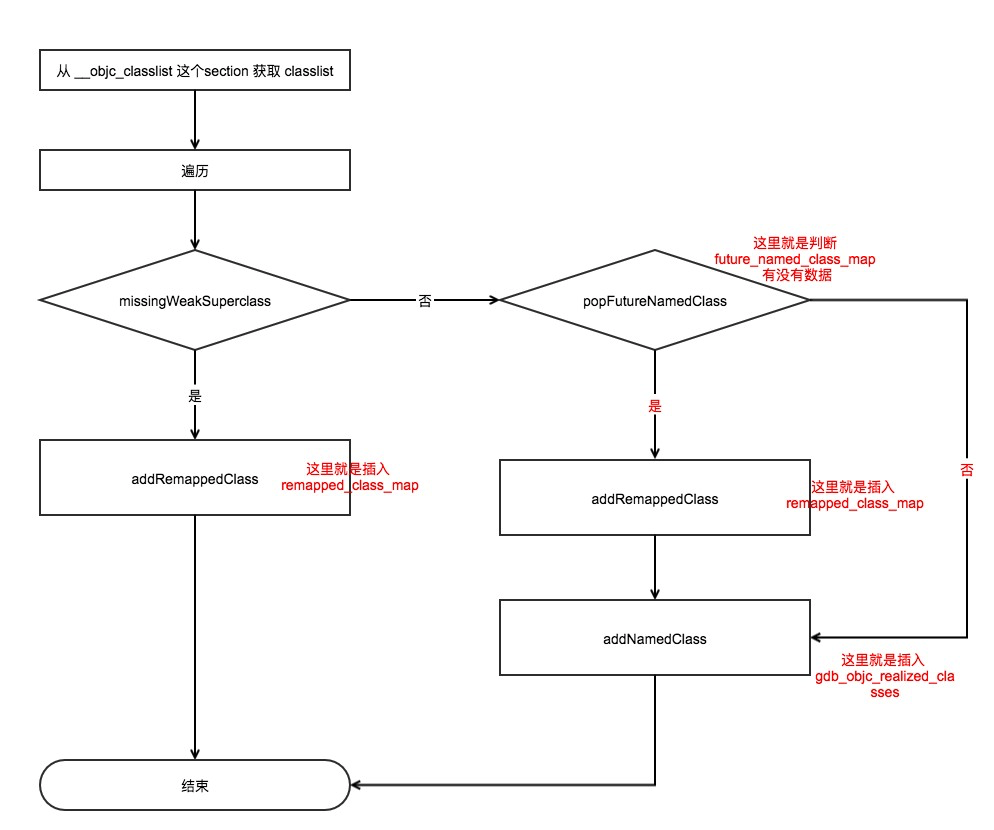 从 __objc_classlist 这个section 获取 classlist
遍历
这里就是判断
future_named_class_map
有没有数据
missingWeakSuperclass
否
popFutureNamedClass
是
是
否
addRemappedClass
这里就是插入
remapped_class_map
addRemappedClass
这里就是插入
remapped_class_map
addNamedClass
这里就是插入
gdb_objc_realized_cla
sses
结束